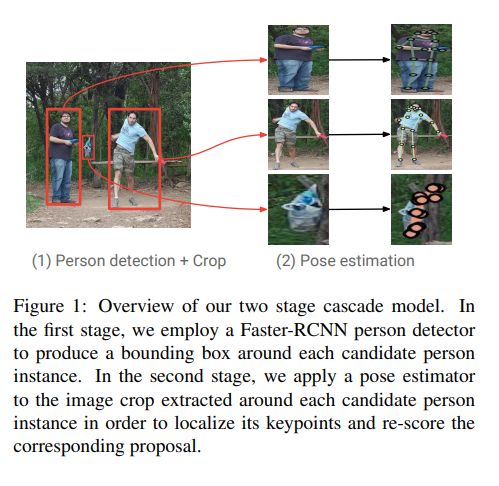 (1) Person detection + Crop
(2) Pose estimation
Figure 1: Overview of our two stage cascade model. In
the first stage, we employ a Faster-RCNN person detector
to produce a bounding box around each candidate person
instance. In the second stage, we apply a pose estimator
to the image crop extracted around each candidate person
instance in order to localize its keypoints and re-score the
corresponding proposal.